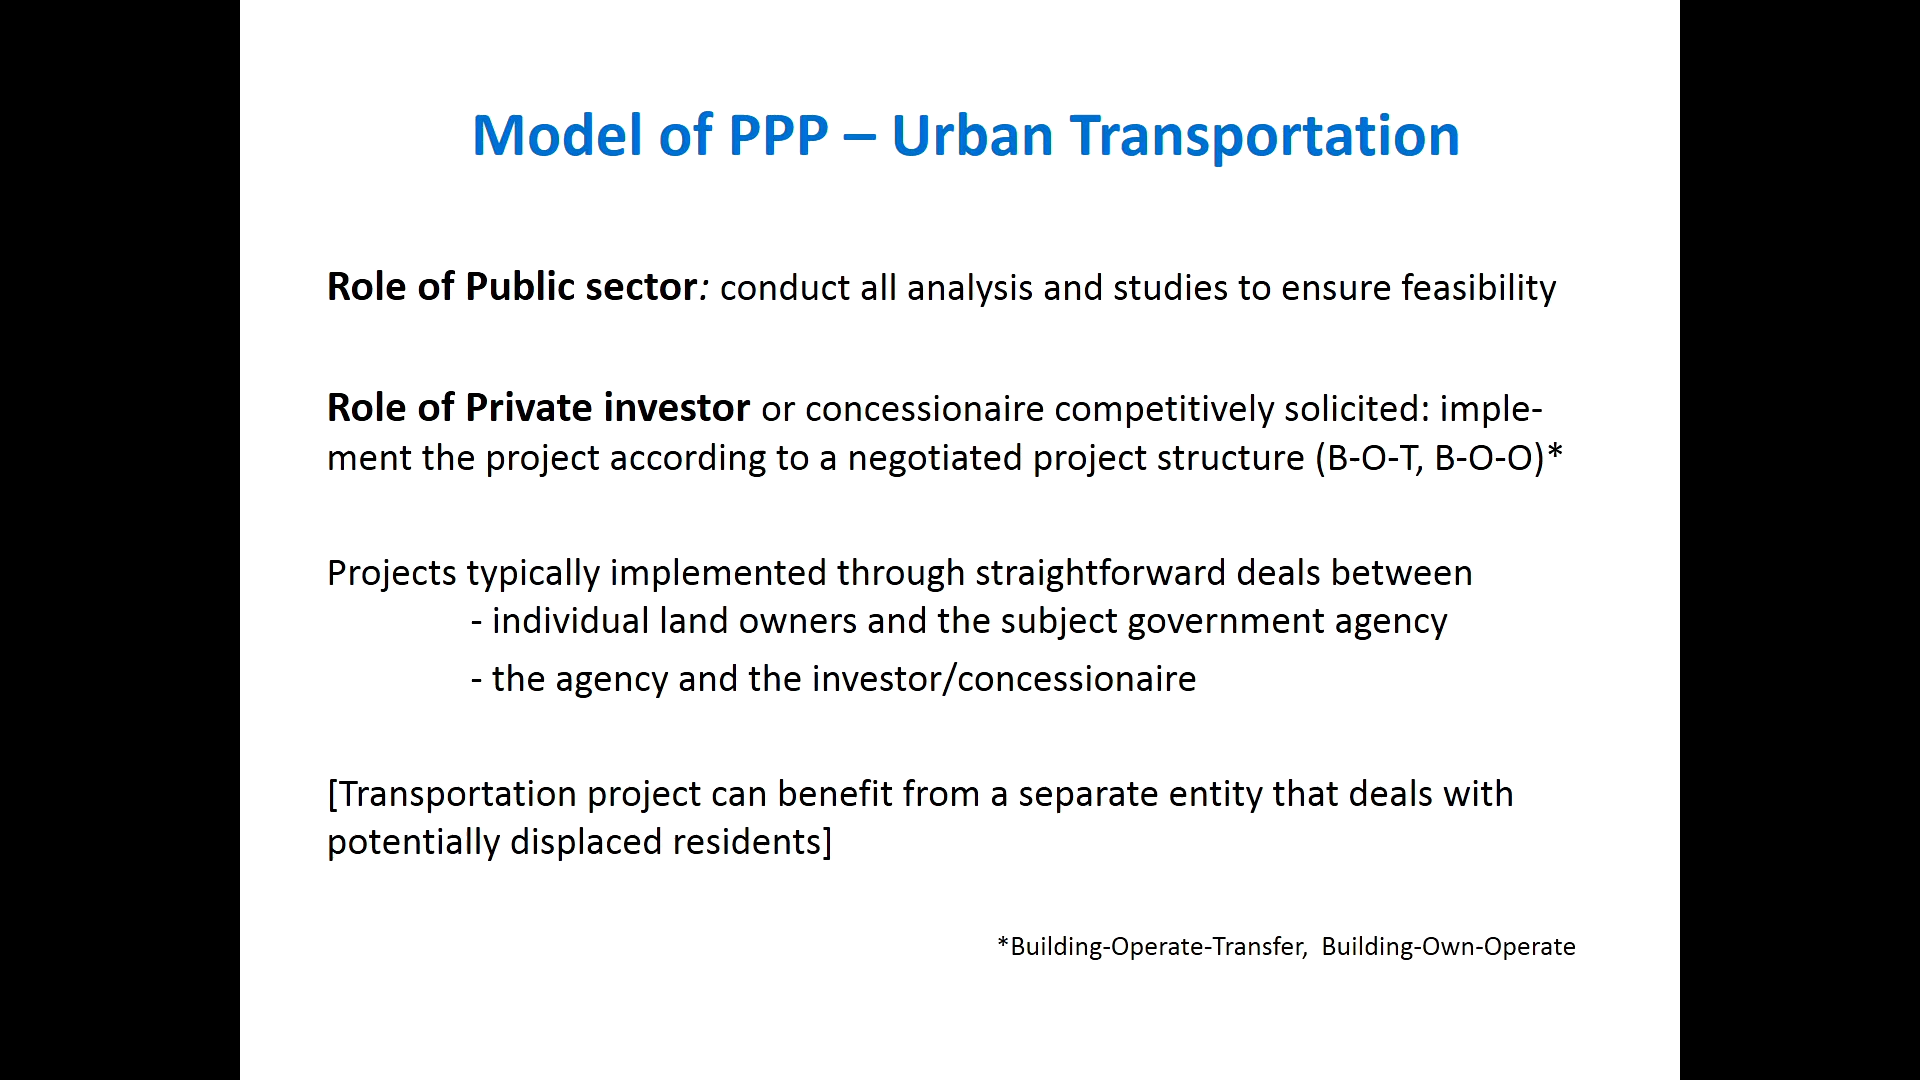 Model of PPP – Urban Transportation
Role of Public sector: conduct all analysis and studies to ensure feasibility
Role of Private investor or concessionaire competitively solicited: imple-
ment the project according to a negotiated project structure (B-O-T, B-O-O)*
Projects typically implemented through straightforward deals between
- individual land owners and the subject government agency
- the agency and the investor/concessionaire
[Transportation project can benefit from a separate entity that deals with
potentially displaced residents]
*Building-Operate-Transfer, Building-Own-Operate